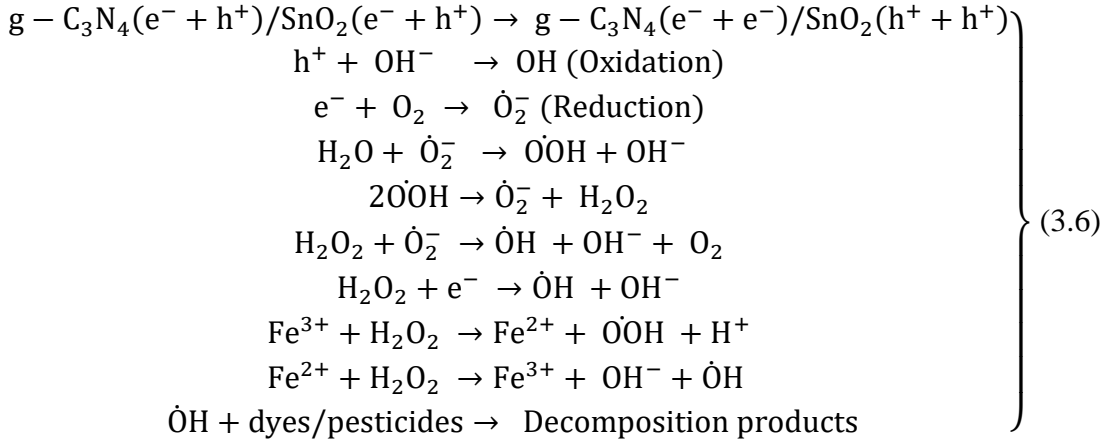 g − C₃N₄(e⁻ + h⁺)/SnO₂(e⁻ + h⁺) → g − C₃N₄(e⁻ + e⁻)/SnO₂(h⁺ + h⁺)
h⁺ + OH⁻ → OH (Oxidation)
e⁻ + O₂ → Ȯ₂⁻ (Reduction)
H₂O + Ȯ₂⁻ → OȮH + OH⁻
2OȮH → Ȯ₂⁻ + H₂O₂
H₂O₂ + Ȯ₂⁻ → ȮH + OH⁻ + O₂
H₂O₂ + e⁻ → ȮH + OH⁻
Fe³⁺ + H₂O₂ → Fe²⁺ + OȮH + H⁺
Fe²⁺ + H₂O₂ → Fe³⁺ + OH⁻ + ȮH
ȮH + dyes/pesticides → Decomposition products
(3.6)